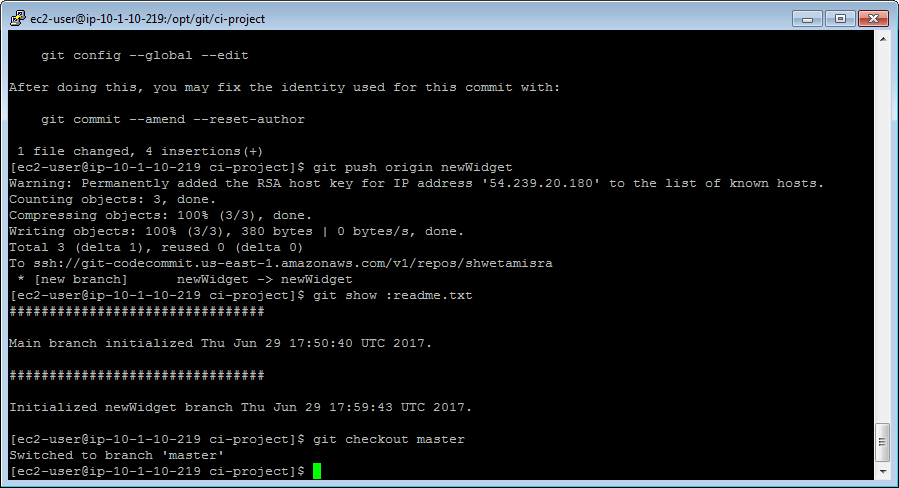 ec2-user@ip-10-1-10-219:/opt/git/ci-project
git config --global --edit
After doing this, you may fix the identity used for this commit with:
git commit --amend --reset-author
1 file changed, 4 insertions(+)
[ec2-user@ip-10-1-10-219 ci-project]$ git push origin newWidget
Warning: Permanently added the RSA host key for IP address '54.239.20.180' to the list of known hosts.
Counting objects: 3, done.
Compressing objects: 100% (3/3), done.
Writing objects: 100% (3/3), 380 bytes | 0 bytes/s, done.
Total 3 (delta 1), reused 0 (delta 0)
To ssh://git-codecommit.us-east-1.amazonaws.com/v1/repos/shwetamisra
* [new branch]      newWidget -> newWidget
[ec2-user@ip-10-1-10-219 ci-project]$ git show :readme.txt
################################
Main branch initialized Thu Jun 29 17:50:40 UTC 2017.
################################
Initialized newWidget branch Thu Jun 29 17:59:43 UTC 2017.
[ec2-user@ip-10-1-10-219 ci-project]$ git checkout master
Switched to branch 'master'
[ec2-user@ip-10-1-10-219 ci-project]$